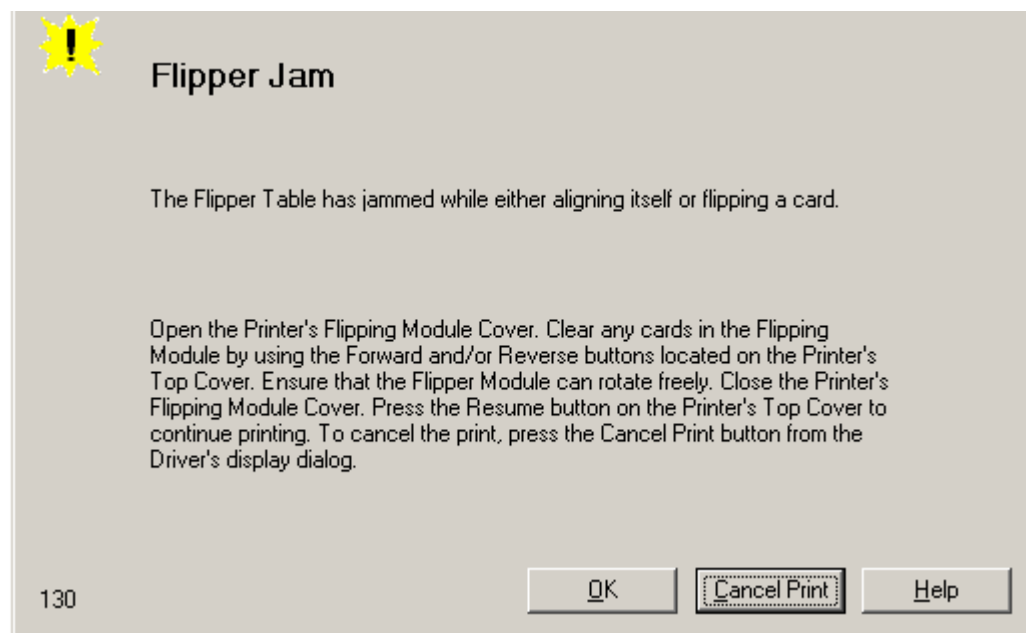 !
Flipper Jam
The Flipper Table has jammed while either aligning itself or flipping a card.
Open the Printer's Flipping Module Cover. Clear any cards in the Flipping
Module by using the Forward and/or Reverse buttons located on the Printer's
Top Cover. Ensure that the Flipper Module can rotate freely. Close the Printer's
Flipping Module Cover. Press the Resume button on the Printer's Top Cover to
continue printing. To cancel the print, press the Cancel Print button from the
Driver's display dialog.
130 OK Cancel Print Help